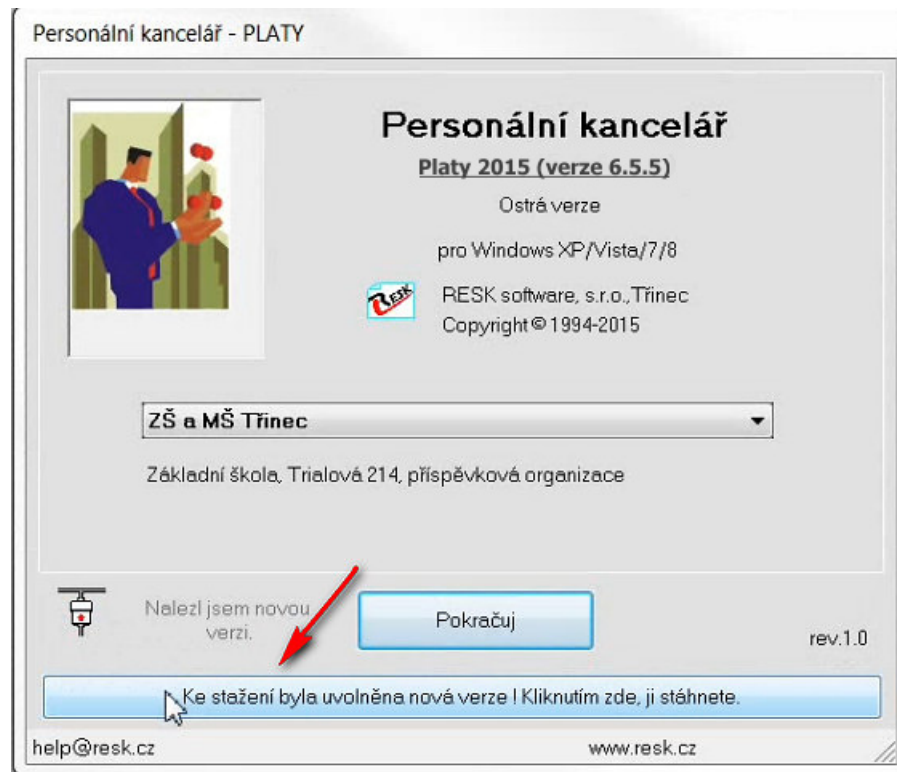 Personální kancelář - PLATY
Personální kancelář
Platy 2015 (verze 6.5.5)
Ostrá verze
pro Windows XP/Vista/7/8
RESK
RESK software, s.r.o.,Třinec
Copyright © 1994-2015
ZŠ a MŠ Třinec
Základní škola, Trialová 214, příspěvková organizace
Nalezl jsem novou
verzi.
Pokračuj
rev.1.0
Ke stažení byla uvolněna nová verze ! Kliknutím zde, ji stáhnete.
help@resk.cz
www.resk.cz